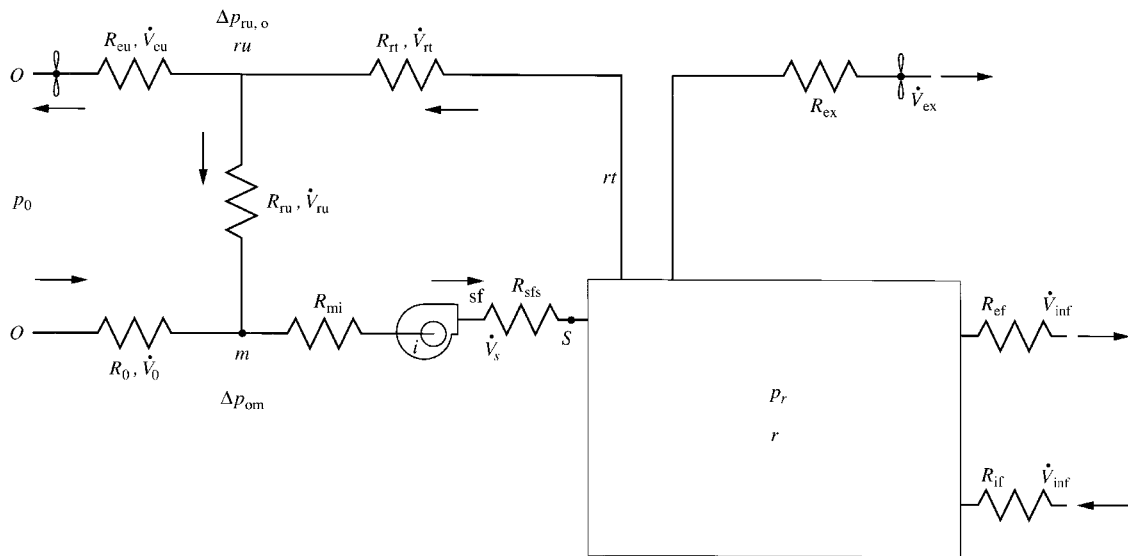 Δp_ru, o
ru
R_eu, V̇_cu
R_rt, V̇_rt
O
R_ex
V̇_ex
rt
p_0
R_ru, V̇_ru
R_mi
sf
R_sfs
i
V̇_s
S
O
R_0, V̇_0
m
Δp_om
R_ef
V̇_inf
p_r
r
R_if
V̇_inf